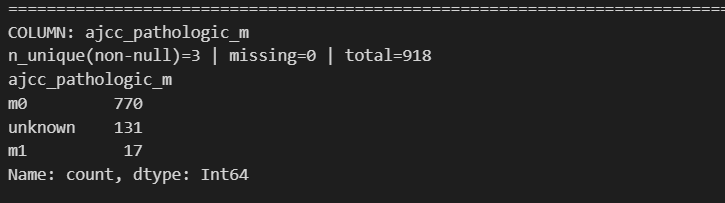 ================================================================================
COLUMN: ajcc_pathologic_m
n_unique(non-null)=3 | missing=0 | total=918
ajcc_pathologic_m
m0         770
unknown    131
m1          17
Name: count, dtype: Int64